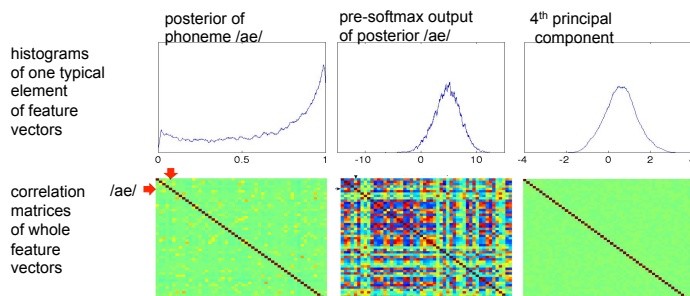 posterior of
phoneme /ae/
pre-softmax output
of posterior /ae/
4th principal
component
histograms
of one typical
element
of feature
vectors
0 0.5 1
-10 0 10
-4 -2 0 2 4
correlation
matrices
of whole
feature
vectors
/ae/